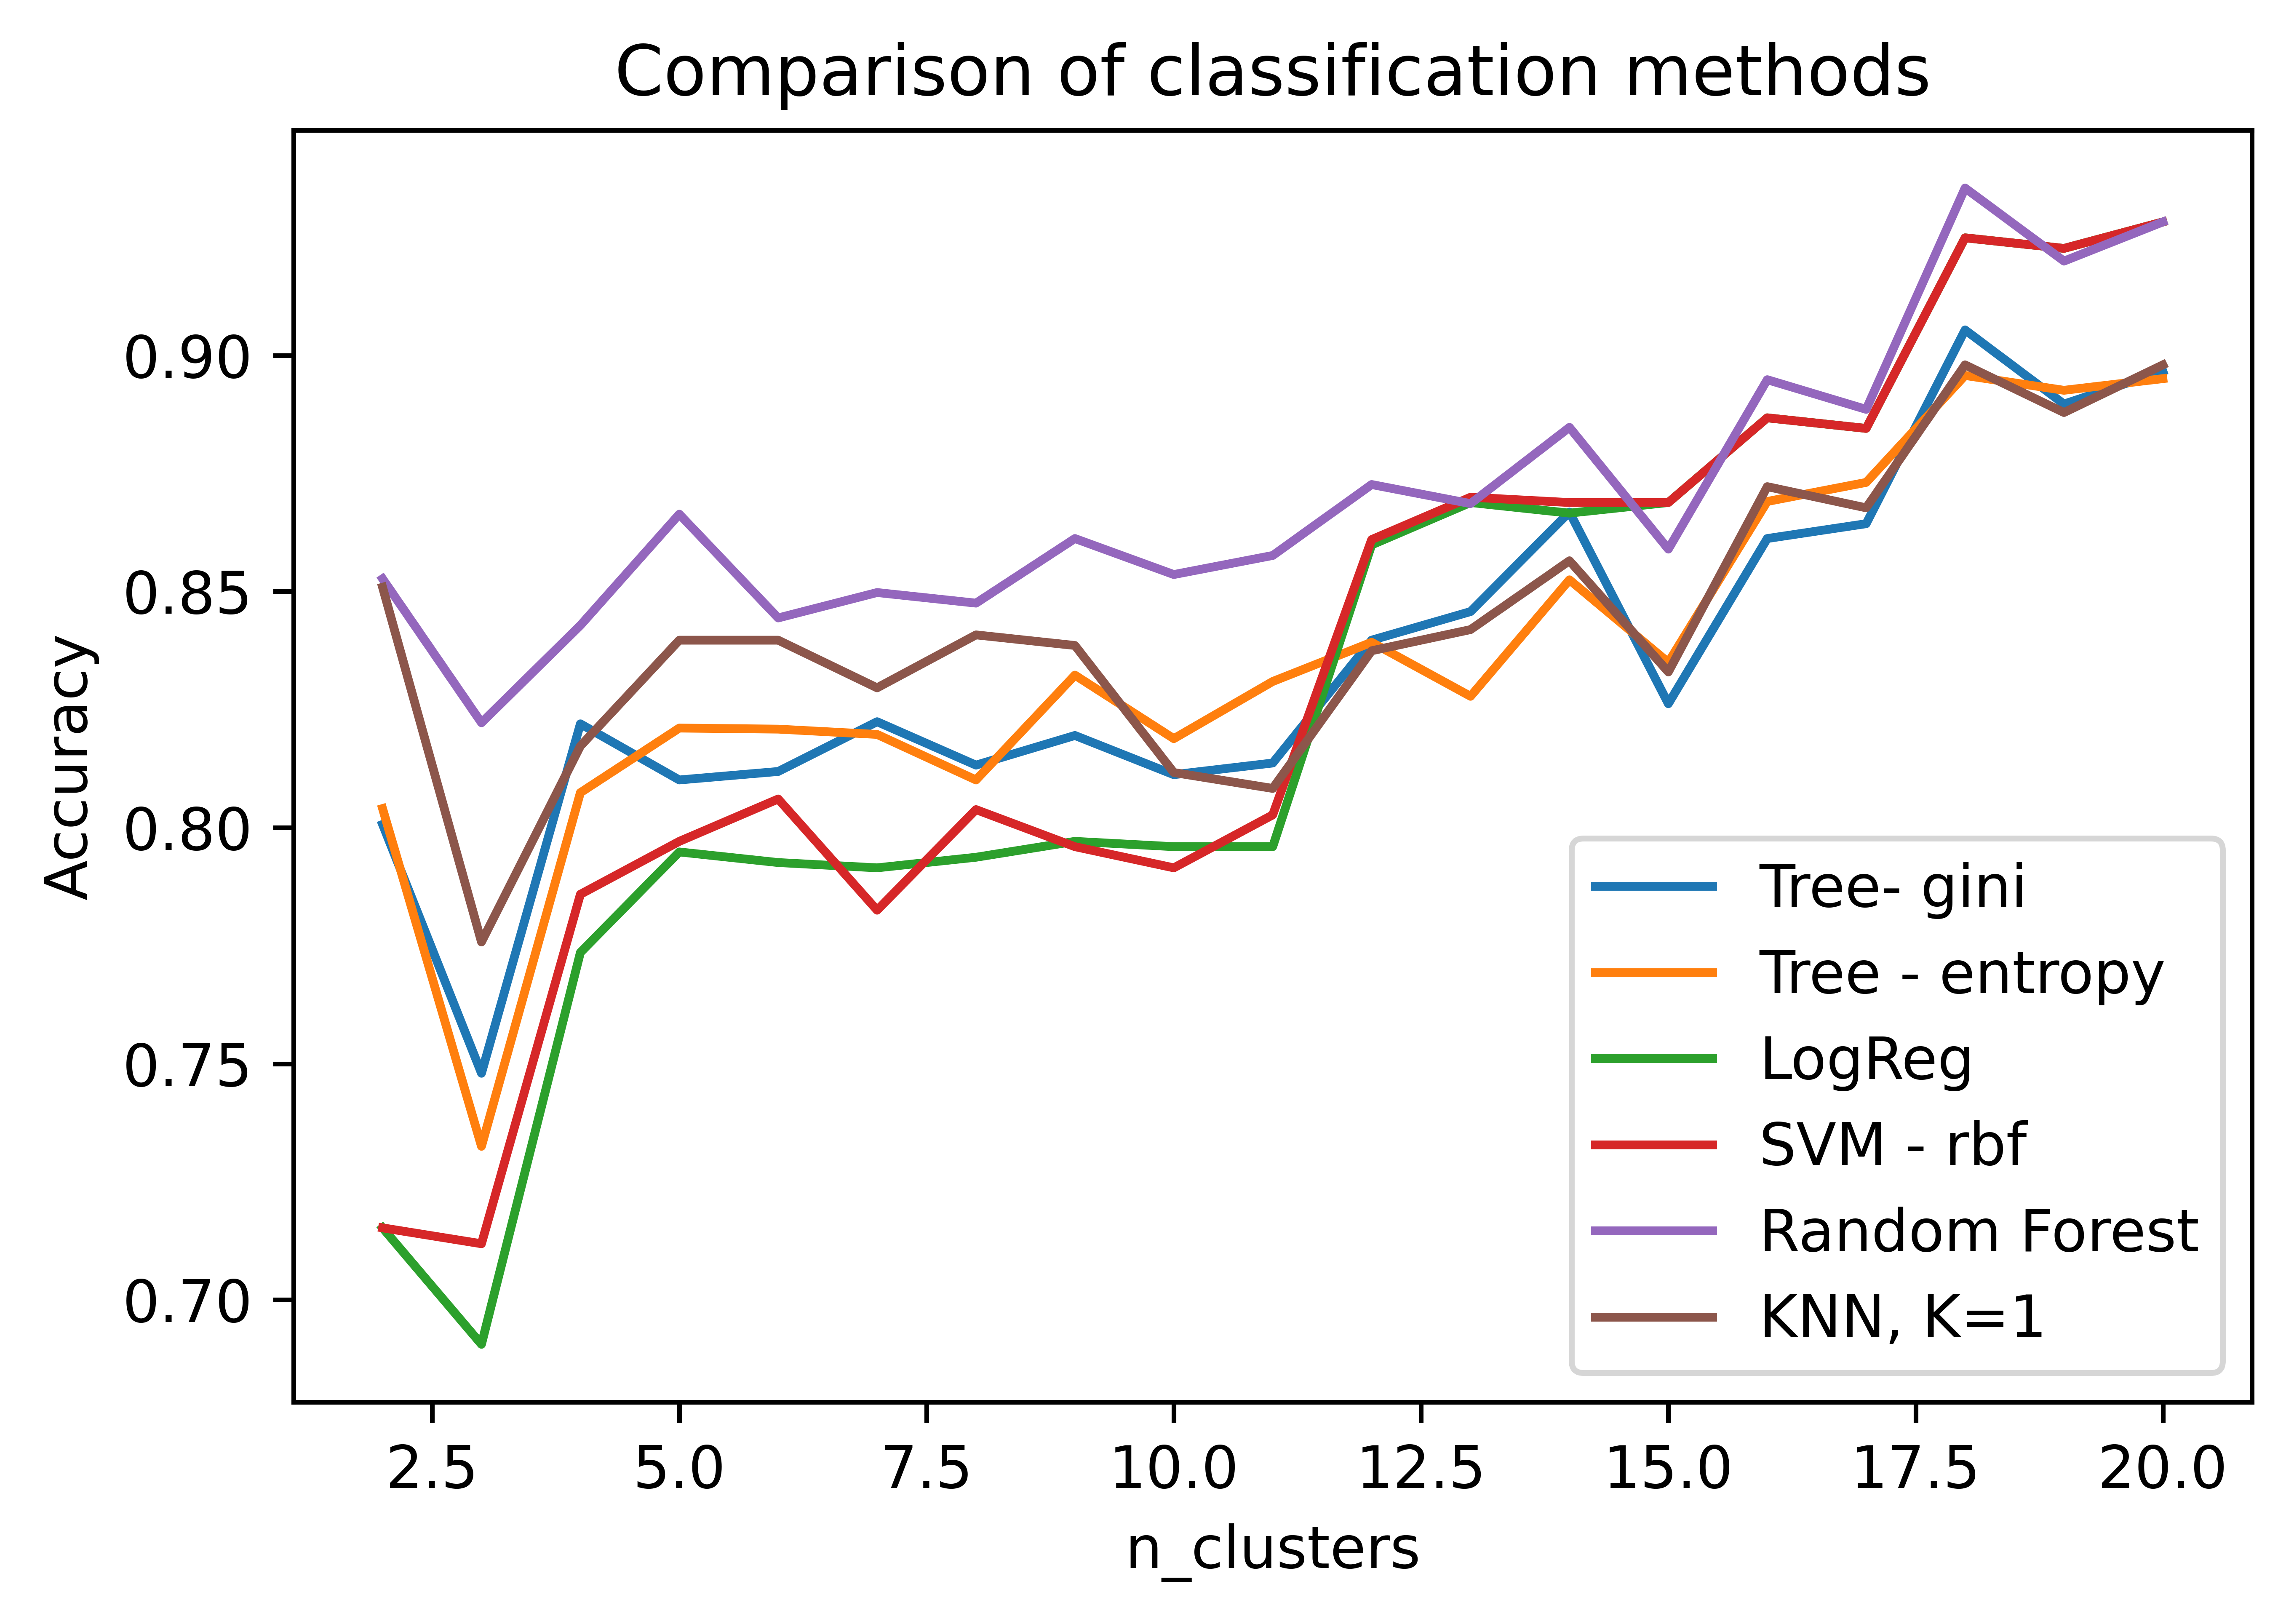 Comparison of classification methods
Accuracy
0.90
0.85
0.80
0.75
0.70
Tree- gini
Tree - entropy
LogReg
SVM - rbf
Random Forest
KNN, K=1
2.5 5.0 7.5 10.0 12.5 15.0 17.5 20.0
n_clusters